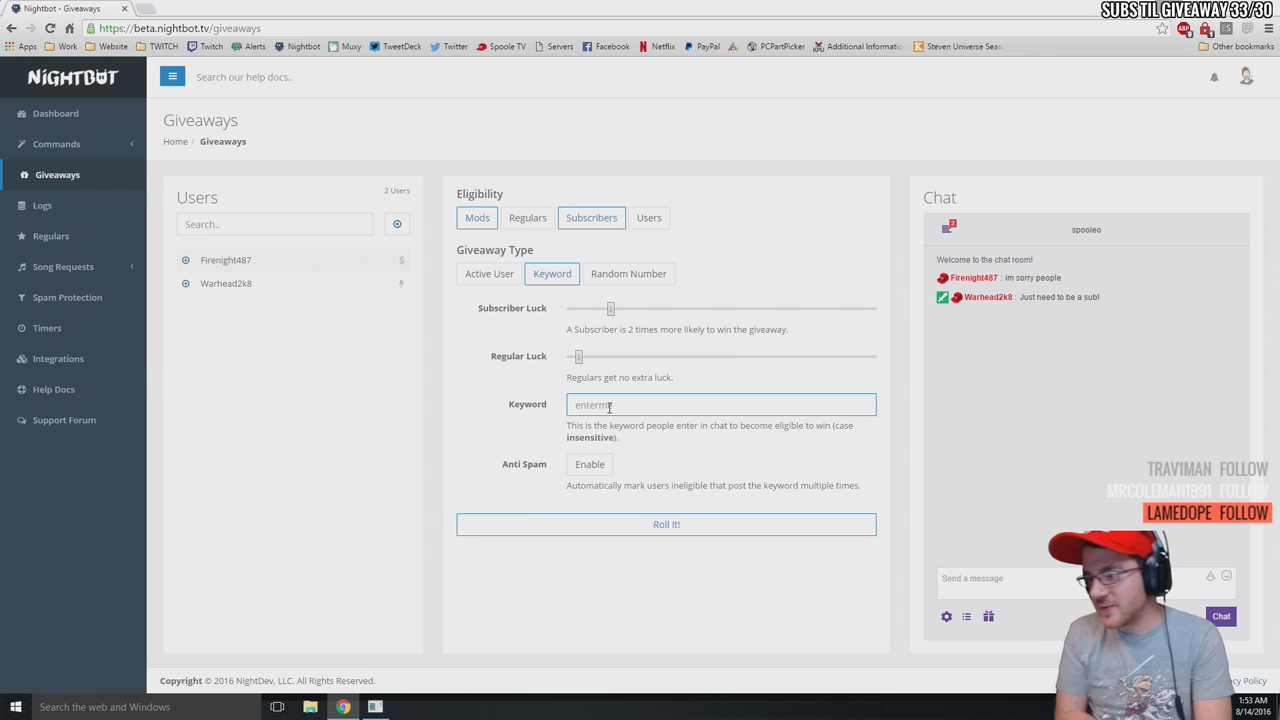 SUBS TIL GIVEAWAY 33/30
Nightbot - Giveaways
https://beta.nightbot.tv/giveaways
Apps Work Website TWITCH Twitch Alerts Nightbot Muxy TweetDeck Twitter Spoole TV Servers Facebook Netflix PayPal PCPartPicker Additional Informati Steven Universe Seas Other bookmarks
NIGHTBOT
Search our help docs..
Dashboard
Commands
Giveaways
Logs
Regulars
Song Requests
Spam Protection
Timers
Integrations
Help Docs
Support Forum
Giveaways
Home / Giveaways
Users
2 Users
Search..
Firenight487 $
Warhead2k8
Eligibility
Mods Regulars Subscribers Users
Giveaway Type
Active User Keyword Random Number
Subscriber Luck
A Subscriber is 2 times more likely to win the giveaway.
Regular Luck
Regulars get no extra luck.
Keyword
enterm
This is the keyword people enter in chat to become eligible to win (case
insensitive).
Anti Spam Enable
Automatically mark users ineligible that post the keyword multiple times.
Roll It!
Chat
2
spooleo
Welcome to the chat room!
Firenight487 : im sorry people
Warhead2k8 : Just need to be a sub!
TRAVIMAN FOLLOW
MRCOLEMAN1991 FOLLOW
LAMEDOPE FOLLOW
Send a message
Chat
Copyright © 2016 NightDev, LLC. All Rights Reserved.
cy Policy
Search the web and Windows
1:53 AM
8/14/2016